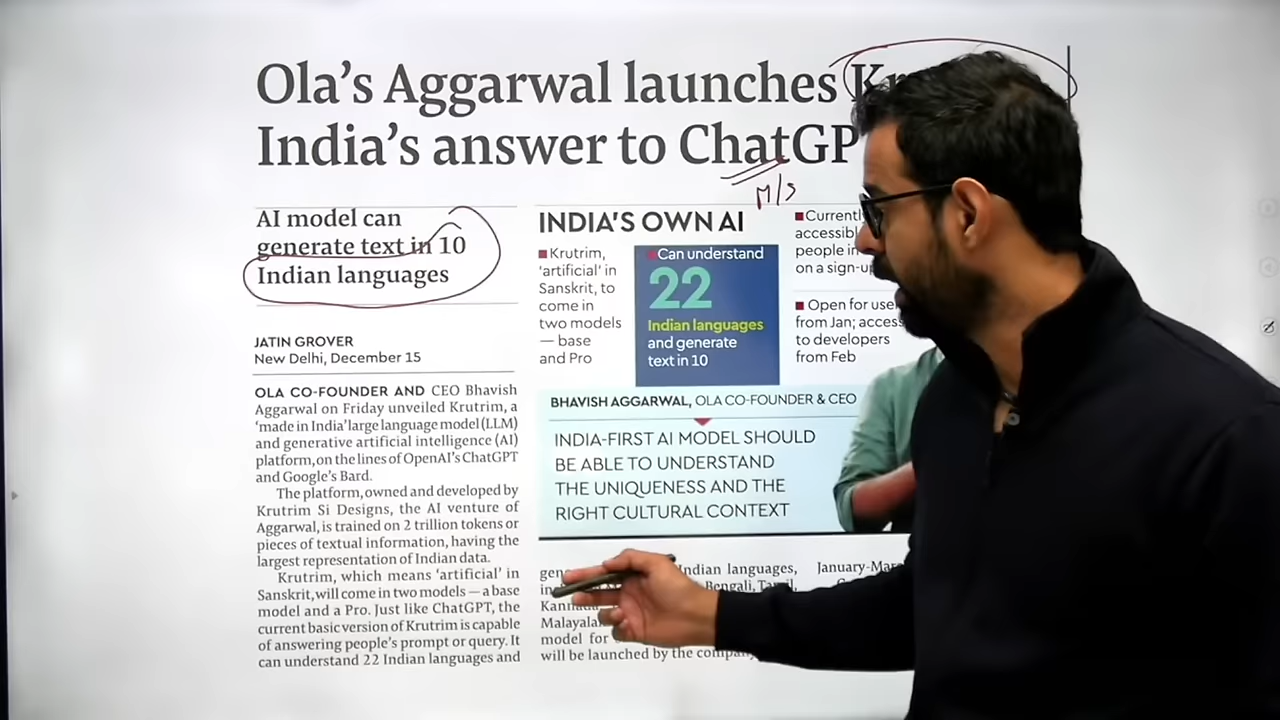 Ola's Aggarwal launches
India's answer to ChatGP
M/S
AI model can
generate text in 10
Indian languages
JATIN GROVER
New Delhi, December 15
OLA CO-FOUNDER AND CEO Bhavish
Aggarwal on Friday unveiled Krutrim, a
'made in India' large language model (LLM)
and generative artificial intelligence (AI)
platform, on the lines of OpenAI's ChatGPT
and Google's Bard.
The platform, owned and developed by
Krutrim Si Designs, the AI venture of
Aggarwal, is trained on 2 trillion tokens or
pieces of textual information, having the
largest representation of Indian data.
Krutrim, which means 'artificial' in
Sanskrit, will come in two models — a base
model and a Pro. Just like ChatGPT, the
current basic version of Krutrim is capable
of answering people's prompt or query. It
can understand 22 Indian languages and
INDIA'S OWN AI
Krutrim,
'artificial' in
Sanskrit, to
come in
two models
— base
and Pro
Can understand
22
Indian languages
and generate
text in 10
Currentl
accessibl
people in
on a sign-u
Open for use
from Jan; access
to developers
from Feb
BHAVISH AGGARWAL, OLA CO-FOUNDER & CEO
INDIA-FIRST AI MODEL SHOULD
BE ABLE TO UNDERSTAND
THE UNIQUENESS AND THE
RIGHT CULTURAL CONTEXT
gen Indian languages,
in Bengali, Tamil,
Kannada
Malayala
model for
will be launched by the compan
January-Mar